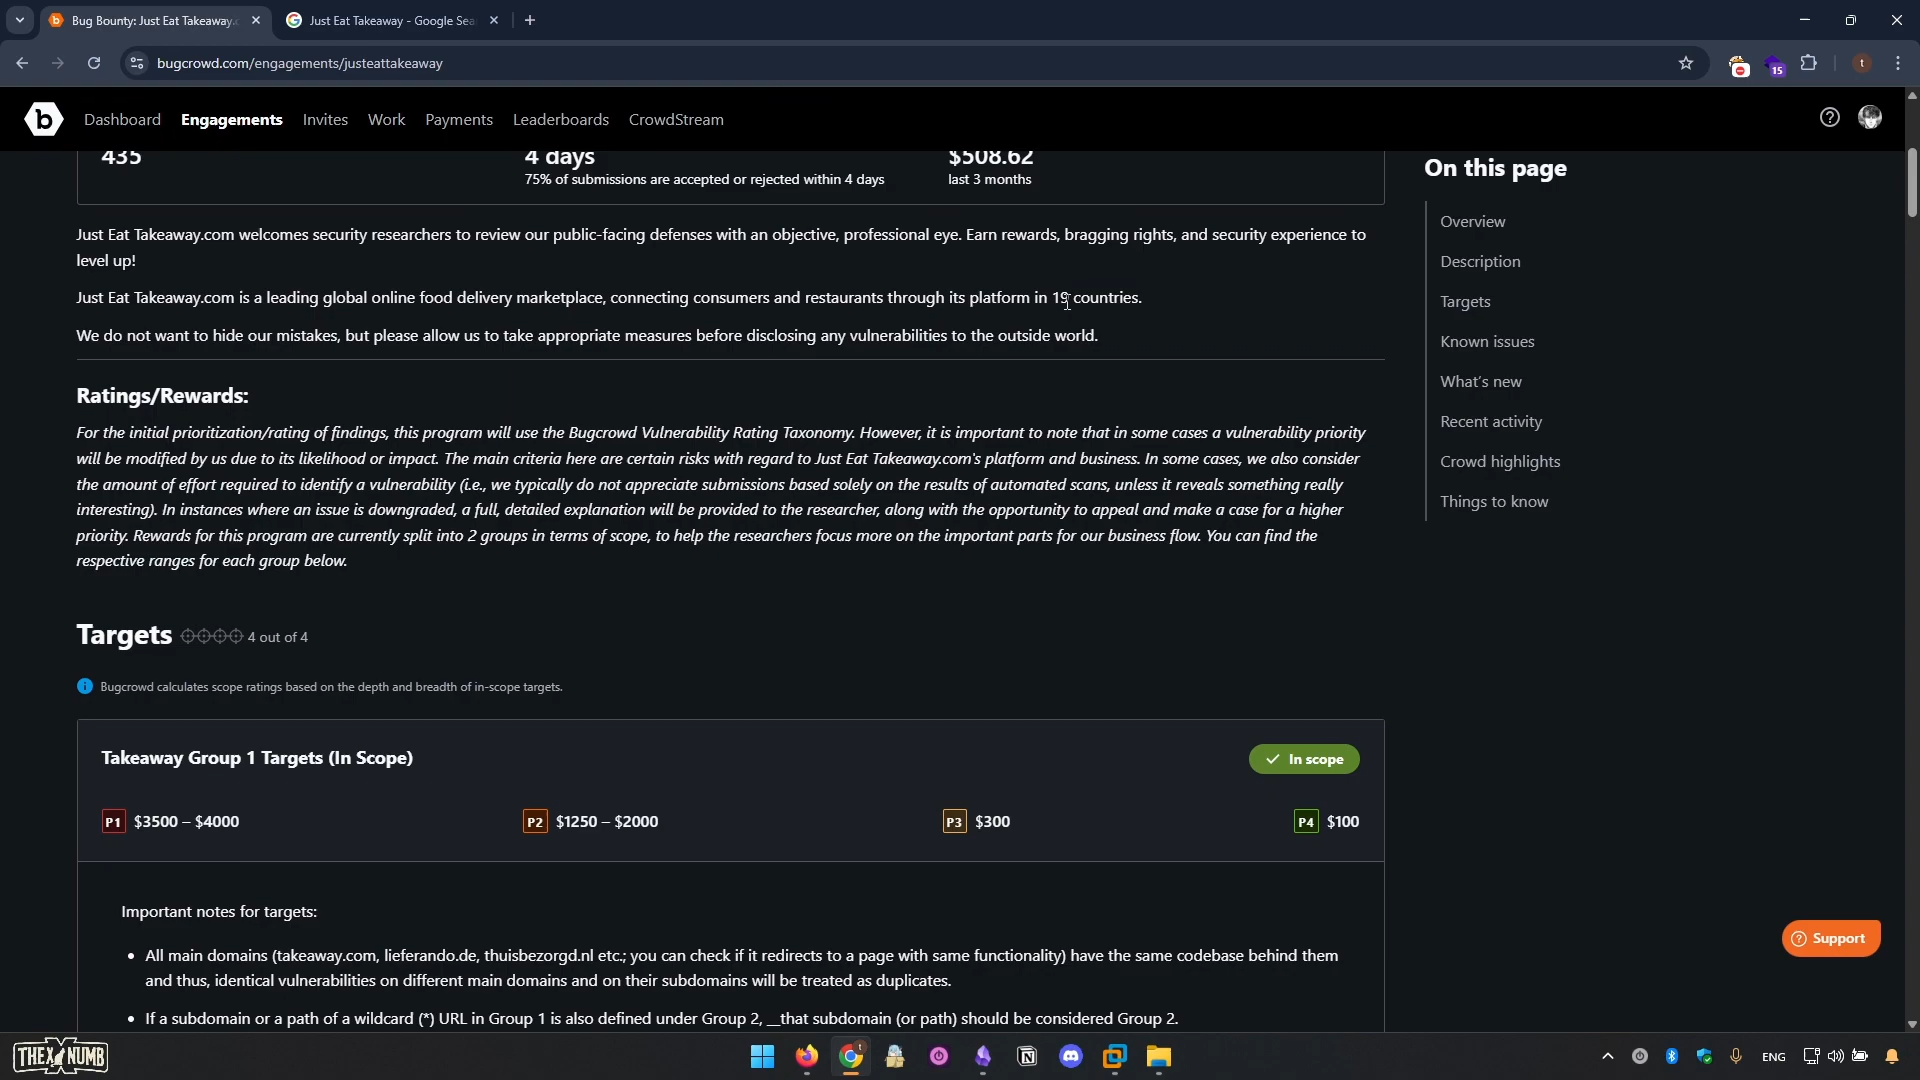 Bug Bounty: Just Eat Takeaway.
Just Eat Takeaway - Google Sea
bugcrowd.com/engagements/justeattakeaway
15
t
b
Dashboard
Engagements
Invites
Work
Payments
Leaderboards
CrowdStream
435
4 days
75% of submissions are accepted or rejected within 4 days
$508.62
last 3 months
Just Eat Takeaway.com welcomes security researchers to review our public-facing defenses with an objective, professional eye. Earn rewards, bragging rights, and security experience to
level up!
Just Eat Takeaway.com is a leading global online food delivery marketplace, connecting consumers and restaurants through its platform in 19 countries.
We do not want to hide our mistakes, but please allow us to take appropriate measures before disclosing any vulnerabilities to the outside world.
Ratings/Rewards:
For the initial prioritization/rating of findings, this program will use the Bugcrowd Vulnerability Rating Taxonomy. However, it is important to note that in some cases a vulnerability priority
will be modified by us due to its likelihood or impact. The main criteria here are certain risks with regard to Just Eat Takeaway.com's platform and business. In some cases, we also consider
the amount of effort required to identify a vulnerability (i.e., we typically do not appreciate submissions based solely on the results of automated scans, unless it reveals something really
interesting). In instances where an issue is downgraded, a full, detailed explanation will be provided to the researcher, along with the opportunity to appeal and make a case for a higher
priority. Rewards for this program are currently split into 2 groups in terms of scope, to help the researchers focus more on the important parts for our business flow. You can find the
respective ranges for each group below.
Targets 4 out of 4
Bugcrowd calculates scope ratings based on the depth and breadth of in-scope targets.
Takeaway Group 1 Targets (In Scope)
In scope
P1 $3500 – $4000
P2 $1250 – $2000
P3 $300
P4 $100
Important notes for targets:
• All main domains (takeaway.com, lieferando.de, thuisbezorgd.nl etc.; you can check if it redirects to a page with same functionality) have the same codebase behind them
and thus, identical vulnerabilities on different main domains and on their subdomains will be treated as duplicates.
• If a subdomain or a path of a wildcard (*) URL in Group 1 is also defined under Group 2, __that subdomain (or path) should be considered Group 2.
On this page
Overview
Description
Targets
Known issues
What's new
Recent activity
Crowd highlights
Things to know
Support
THEXNUMB
ENG